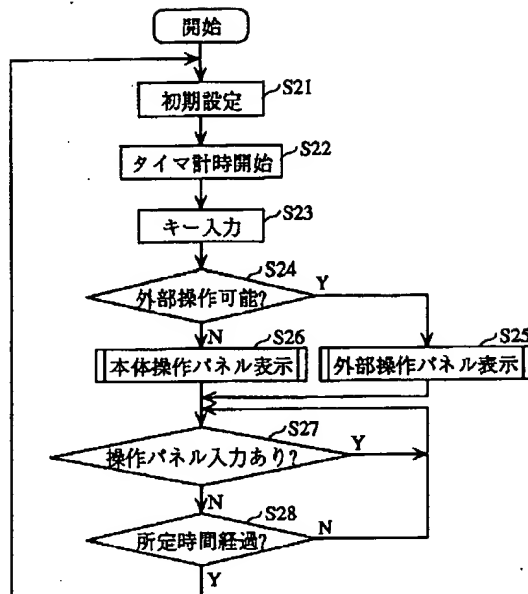 開始
初期設定
S21
タイマ計時開始
S22
キー入力
S23
外部操作可能?
S24
Y
N
本体操作パネル表示
S26
外部操作パネル表示
S25
操作パネル入力あり?
S27
Y
N
所定時間経過?
S28
N
Y